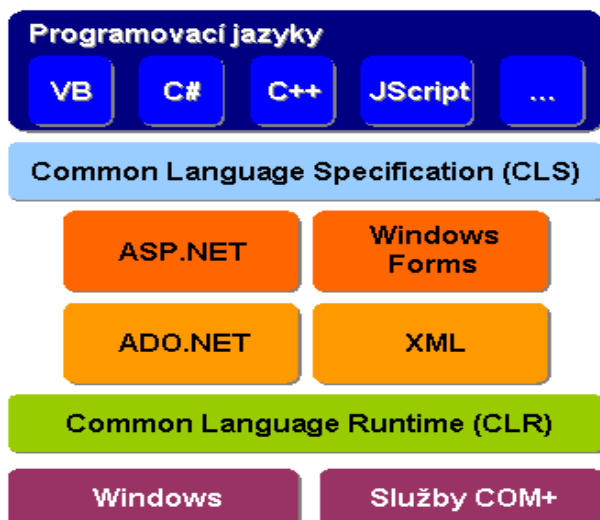 Programovací jazyky
VB C# C++ JScript ...
Common Language Specification (CLS)
ASP.NET
Windows
Forms
ADO.NET XML
Common Language Runtime (CLR)
Windows Služby COM+